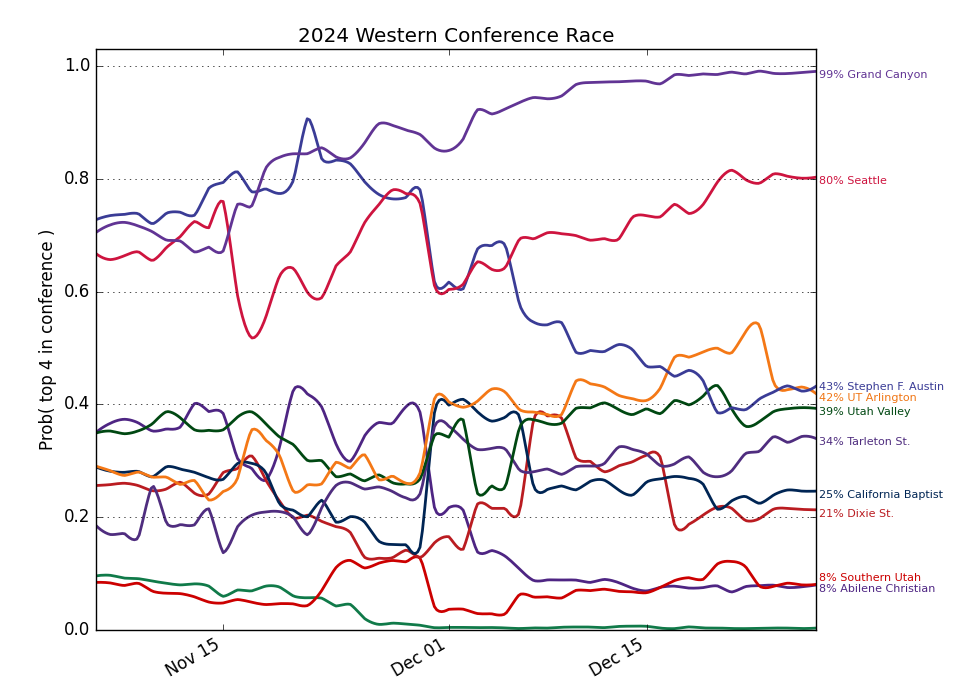 2024 Western Conference Race
Prob( top 4 in conference )
1.0
0.8
0.6
0.4
0.2
0.0
Nov 15
Dec 01
Dec 15
99% Grand Canyon
80% Seattle
43% Stephen F. Austin
42% UT Arlington
39% Utah Valley
34% Tarleton St.
25% California Baptist
21% Dixie St.
8% Southern Utah
8% Abilene Christian